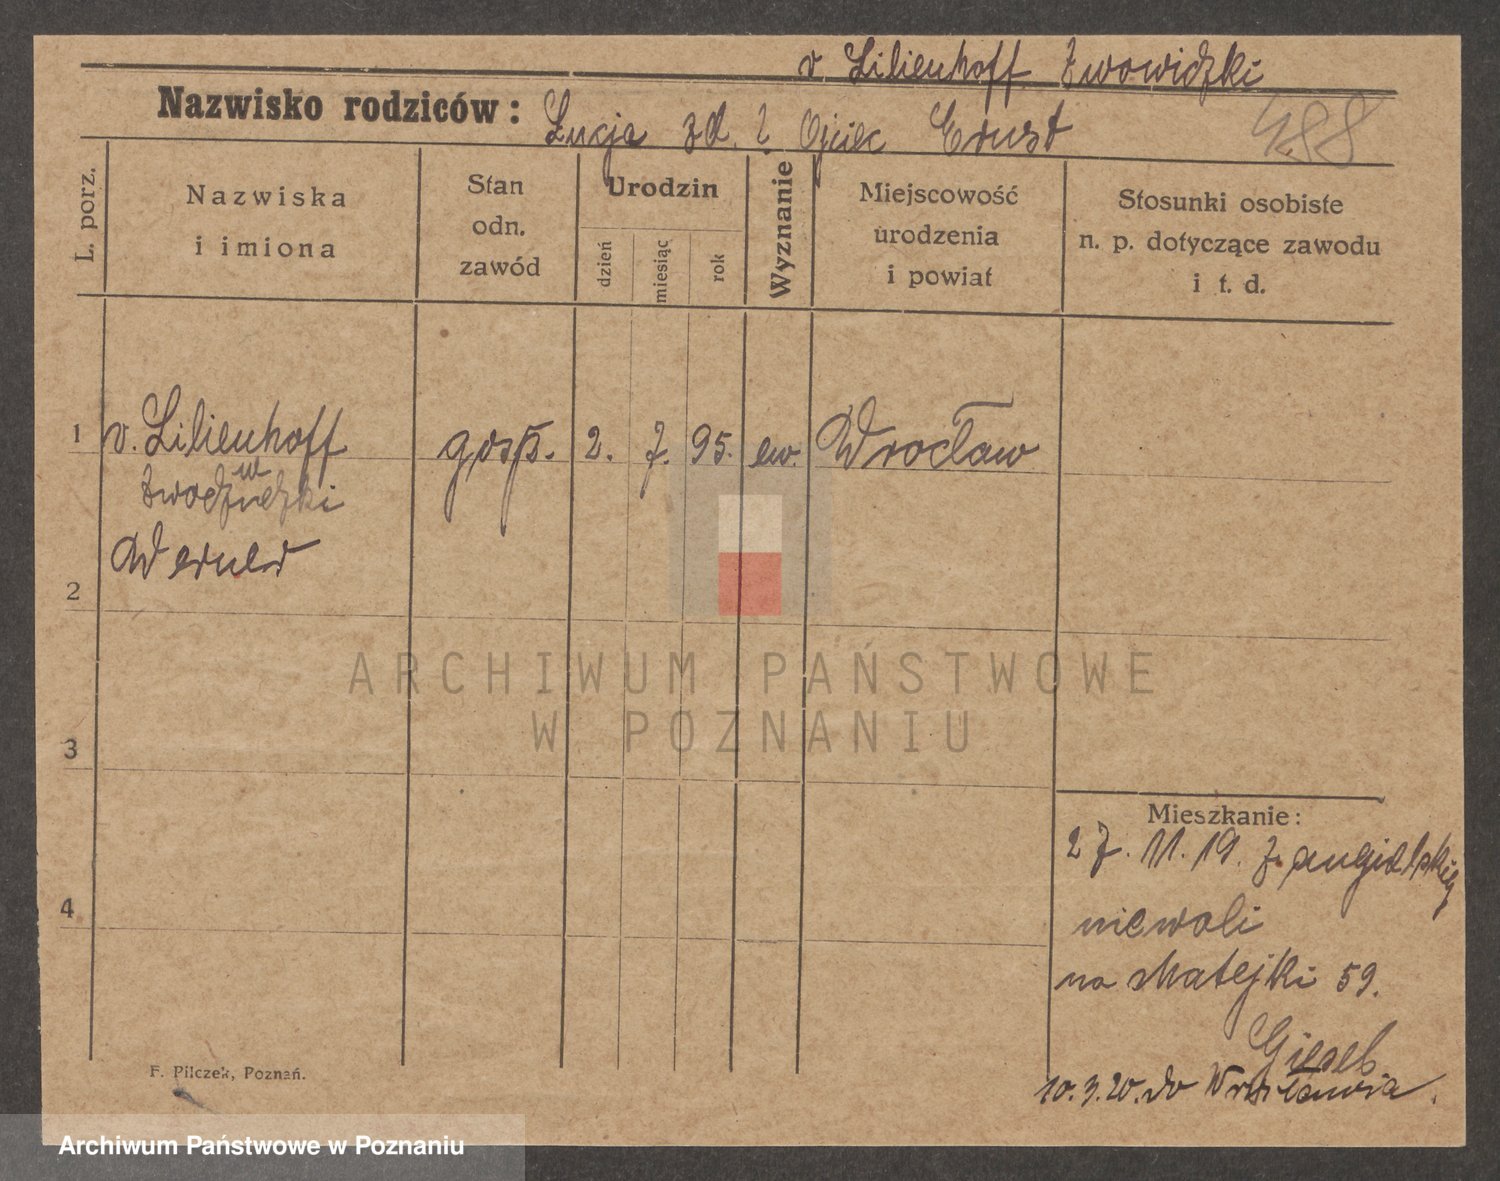 v. Lilienhoff Zwowidzki
Nazwisko rodziców: Lucja zd. ? Ojciec Ernst
488
L. porz.
Nazwiska
i imiona
Stan
odn.
zawód
Urodzin
dzień
miesiąc
rok
Wyznanie
Miejscowość
urodzenia
i powiat
Stosunki osobiste
n. p. dotyczące zawodu
i t. d.
1 v. Lilienhoff gosp. 2. 7. 95. ew. Wrocław
Werner
2
3
4
ARCHIWUM PAŃSTWOWE
W POZNANIU
Mieszkanie:
27. 11. 19. z angielskiej
niewoli
na Matejki 59.
10.3.20. do Wrocławia.
F. Pilczek, Poznań.
Archiwum Państwowe w Poznaniu